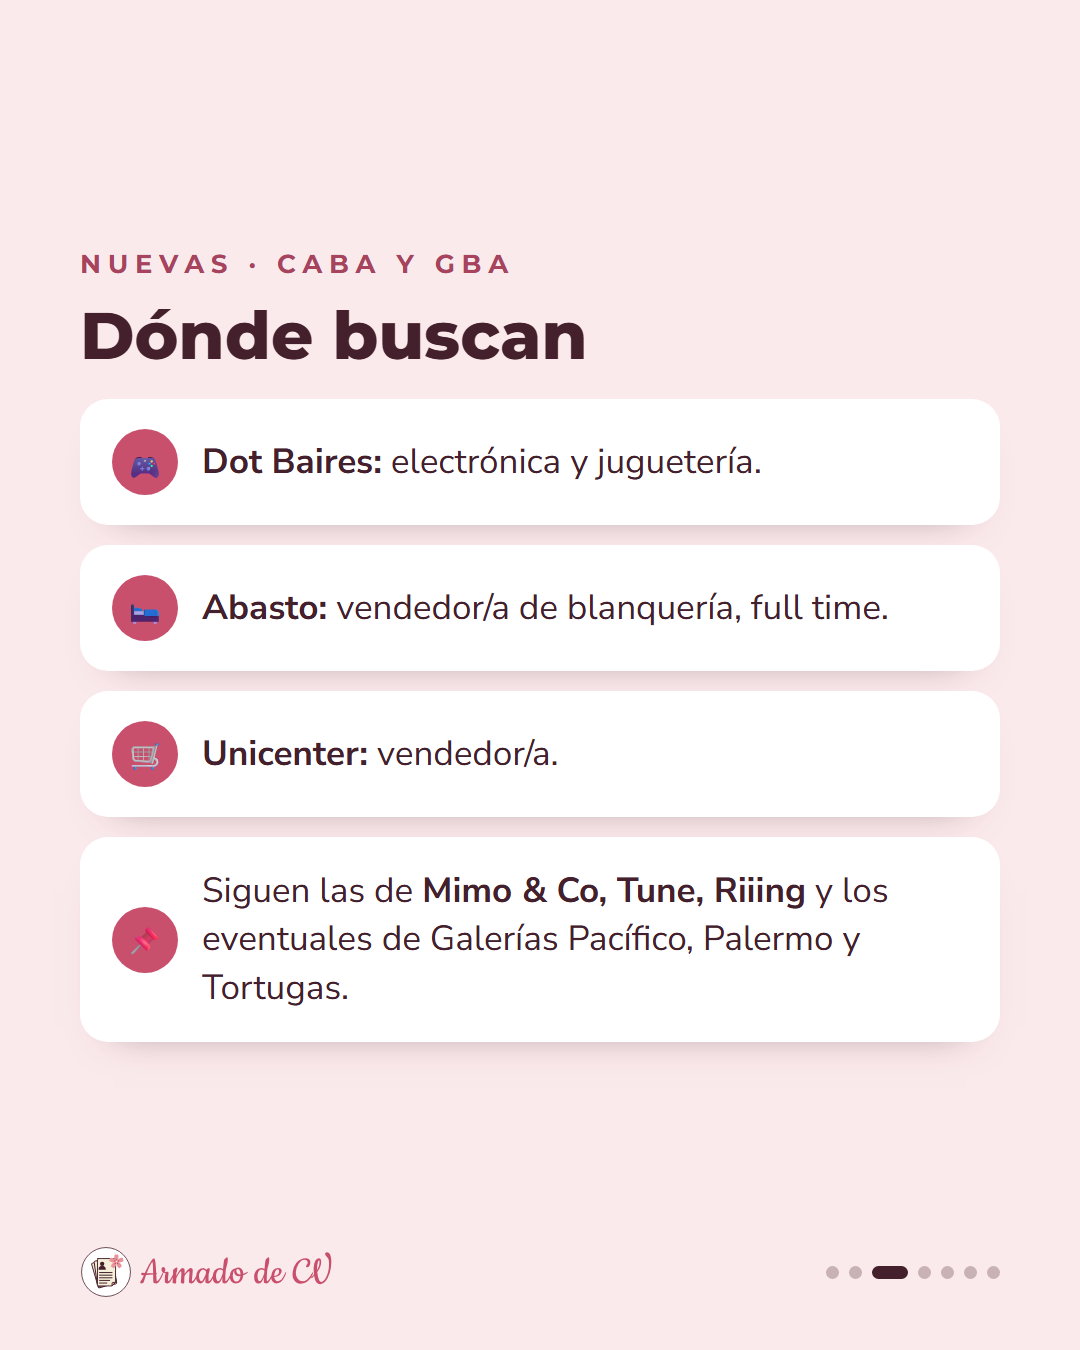 NUEVAS · CABA Y GBA
Dónde buscan
Dot Baires: electrónica y juguetería.
Abasto: vendedor/a de blanquería, full time.
Unicenter: vendedor/a.
Siguen las de Mimo & Co, Tune, Riiing y los
eventuales de Galerías Pacífico, Palermo y
Tortugas.
Armado de CV